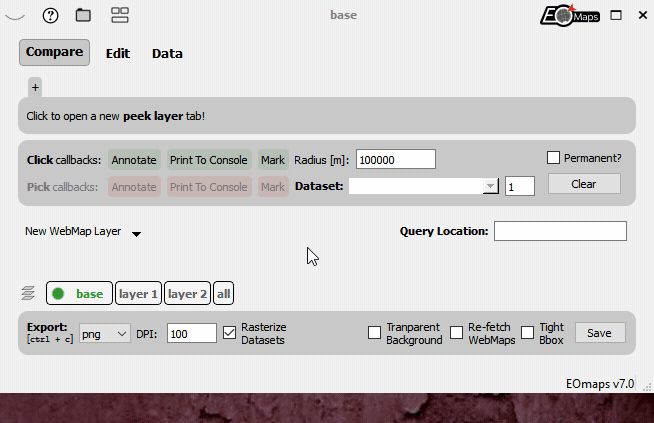 ? base EO Maps
Compare Edit Data
+
Click to open a new peek layer tab!
Click callbacks: Annotate Print To Console Mark Radius [m]: 100000 Permanent?
Pick callbacks: Annotate Print To Console Mark Dataset: 1 Clear
New WebMap Layer Query Location:
base layer 1 layer 2 all
Export: [ctrl + c] png DPI: 100 Rasterize Datasets Tranparent Background Re-fetch WebMaps Tight Bbox Save
EOmaps v7.0